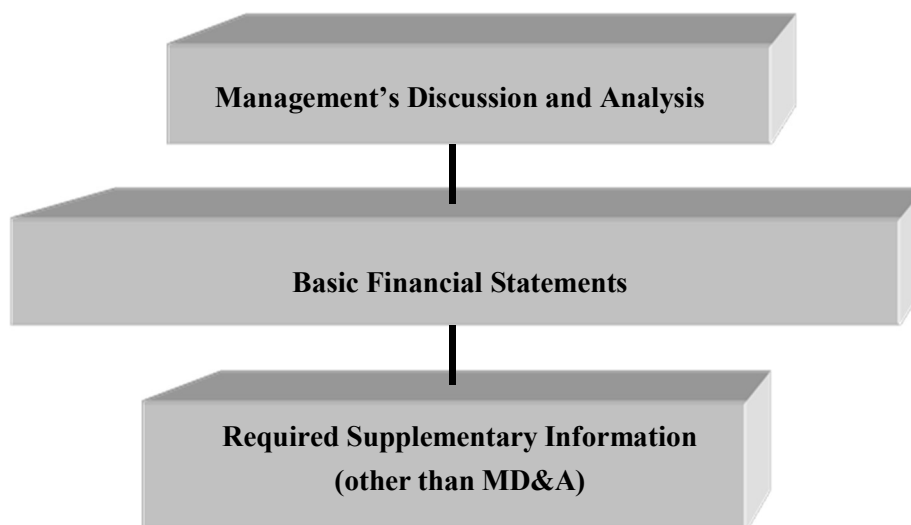 Management’s Discussion and Analysis
Basic Financial Statements
Required Supplementary Information
(other than MD&A)